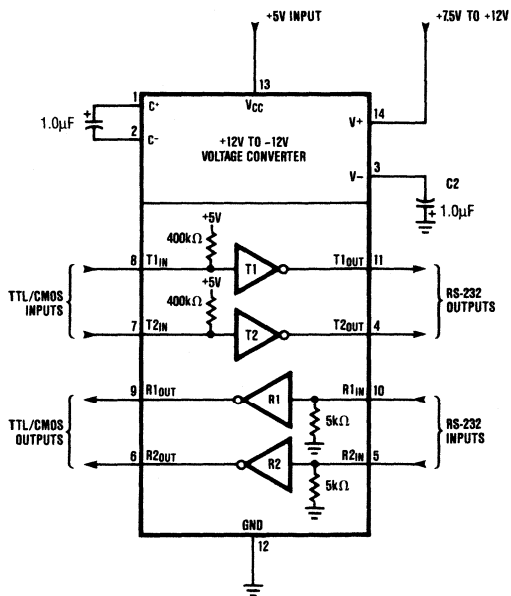 +5V INPUT
+7.5V TO +12V
13
VCC
1
C+
+
1.0µF
2
C-
14
V+
+12V TO -12V
VOLTAGE CONVERTER
3
V-
C2
+ 1.0µF
+5V
400kΩ
8
T1IN
T1
T1OUT
11
+5V
400kΩ
TTL/CMOS
INPUTS
RS-232
OUTPUTS
7
T2IN
T2
T2OUT
4
9
R1OUT
R1
R1IN
10
5kΩ
TTL/CMOS
OUTPUTS
RS-232
INPUTS
6
R2OUT
R2
R2IN
5
5kΩ
GND
12